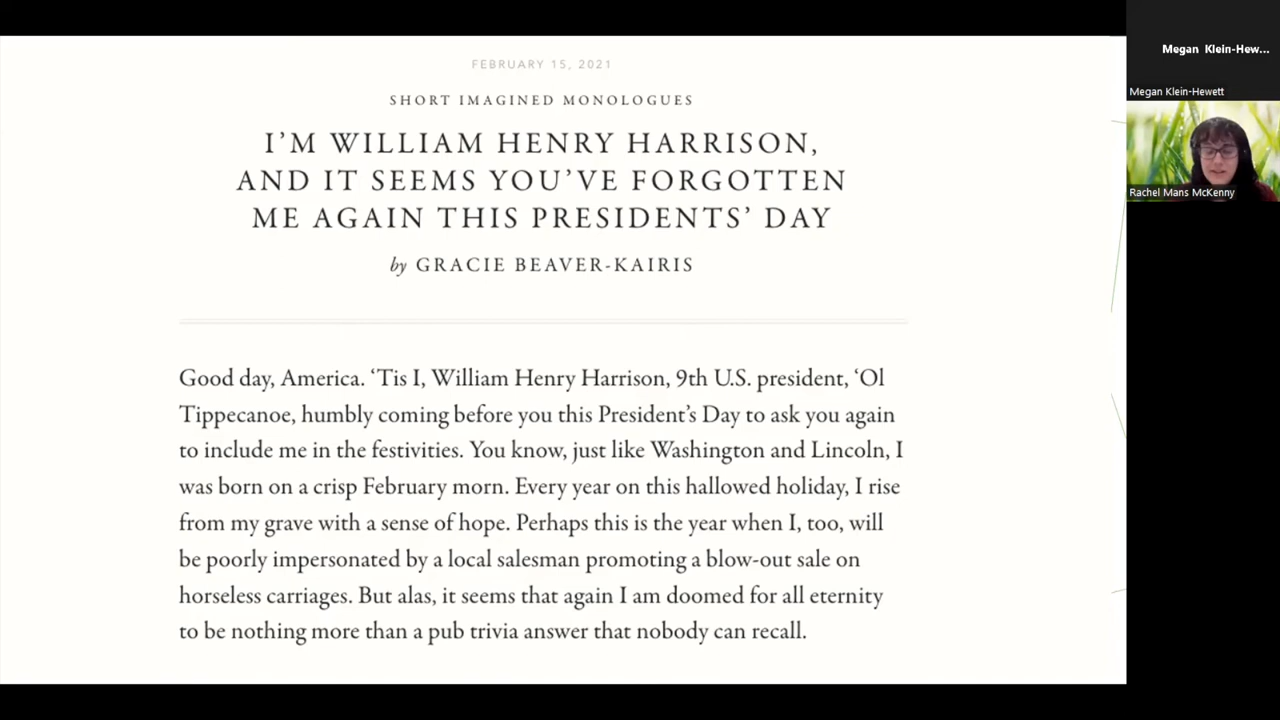 FEBRUARY 15, 2021
SHORT IMAGINED MONOLOGUES
I’M WILLIAM HENRY HARRISON,
AND IT SEEMS YOU’VE FORGOTTEN
ME AGAIN THIS PRESIDENTS’ DAY
by GRACIE BEAVER-KAIRIS
Good day, America. ‘Tis I, William Henry Harrison, 9th U.S. president, ‘Ol
Tippecanoe, humbly coming before you this President’s Day to ask you again
to include me in the festivities. You know, just like Washington and Lincoln, I
was born on a crisp February morn. Every year on this hallowed holiday, I rise
from my grave with a sense of hope. Perhaps this is the year when I, too, will
be poorly impersonated by a local salesman promoting a blow-out sale on
horseless carriages. But alas, it seems that again I am doomed for all eternity
to be nothing more than a pub trivia answer that nobody can recall.
Megan Klein-Hew...
Megan Klein-Hewett
Rachel Mans McKenny